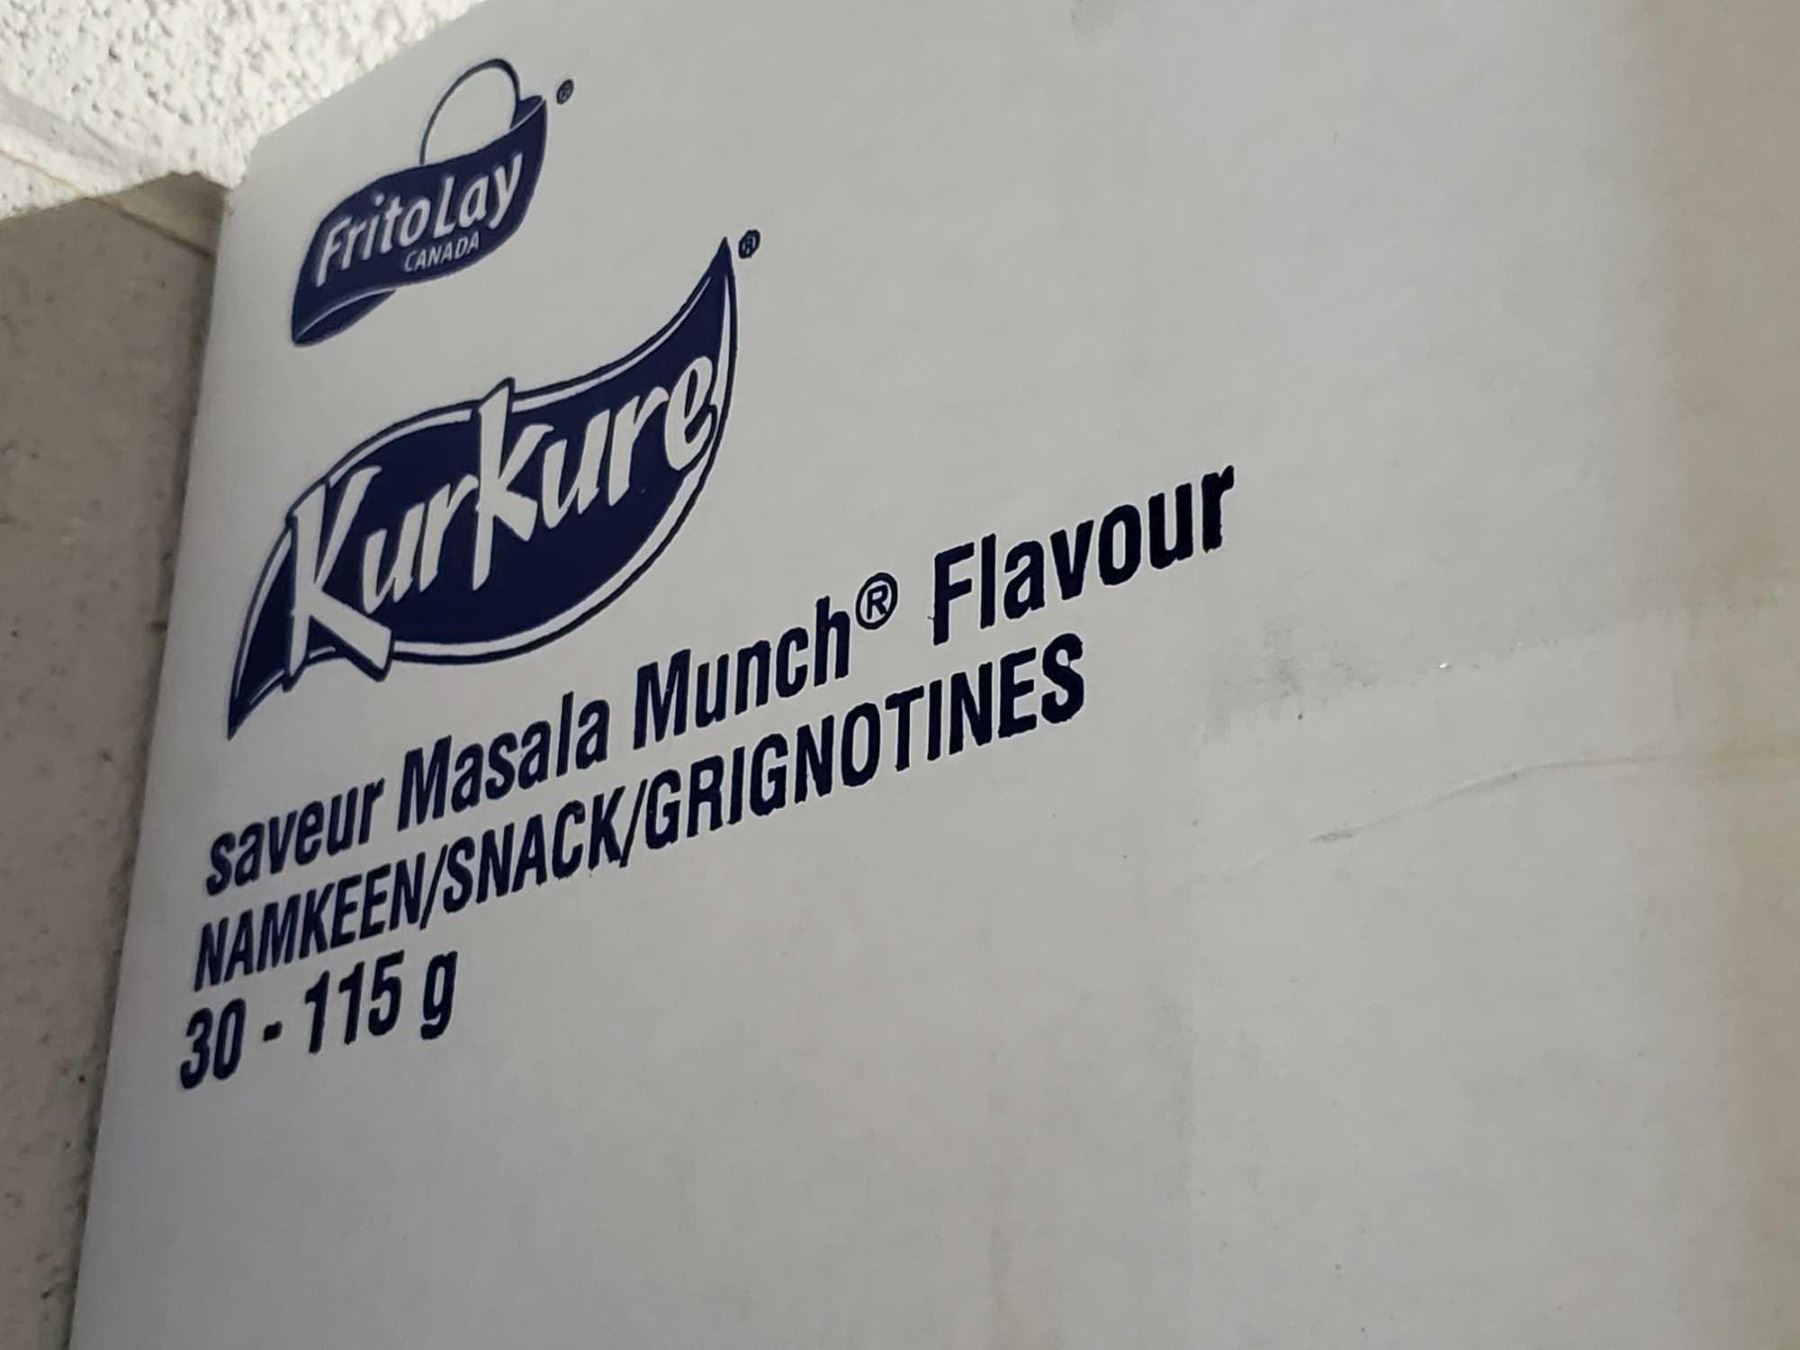 FritoLay ®
CANADA
Kurkure ®
saveur Masala Munch® Flavour
NAMKEEN/SNACK/GRIGNOTINES
30 - 115 g